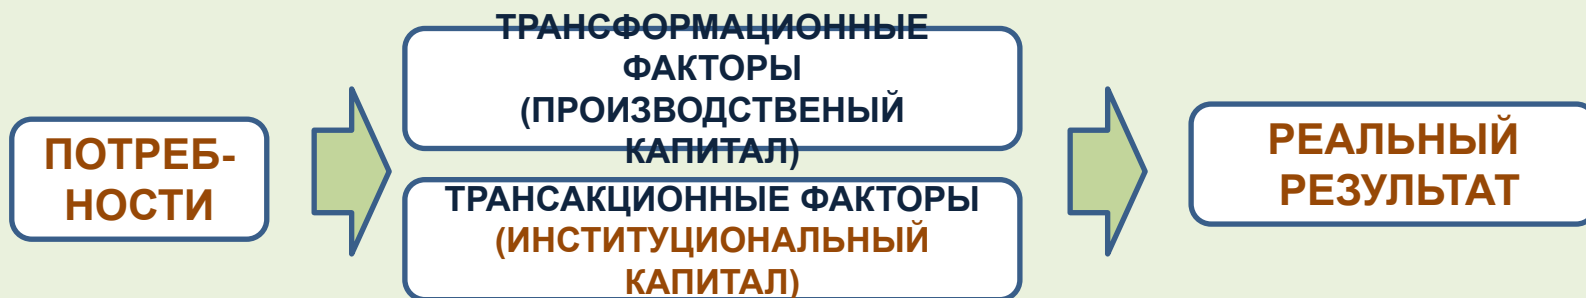 ПОТРЕБ-
НОСТИ
ТРАНСФОРМАЦИОННЫЕ
ФАКТОРЫ
(ПРОИЗВОДСТВЕНЫЙ
КАПИТАЛ)
ТРАНСАКЦИОННЫЕ ФАКТОРЫ
(ИНСТИТУЦИОНАЛЬНЫЙ
КАПИТАЛ)
РЕАЛЬНЫЙ
РЕЗУЛЬТАТ